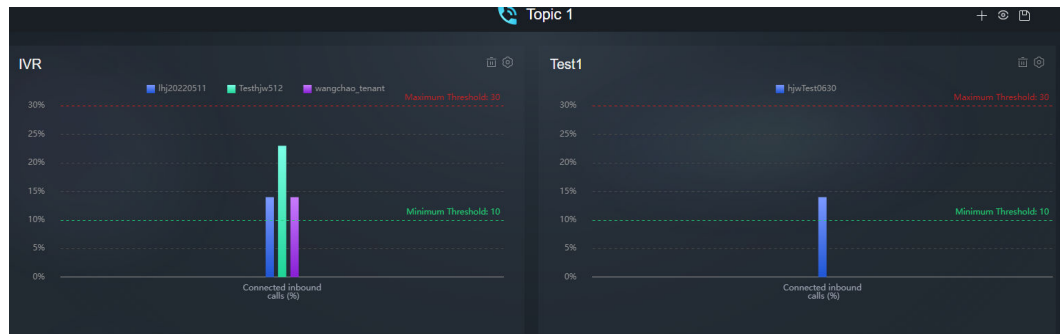 Topic 1
IVR
lhj20220511 Testhjw512 wangchao_tenant
Maximum Threshold: 30
30%
25%
20%
15%
Minimum Threshold: 10
10%
5%
0%
Connected inbound
calls (%)
Test1
hjwTest0630
Maximum Threshold: 30
30%
25%
20%
15%
Minimum Threshold: 10
10%
5%
0%
Connected inbound
calls (%)